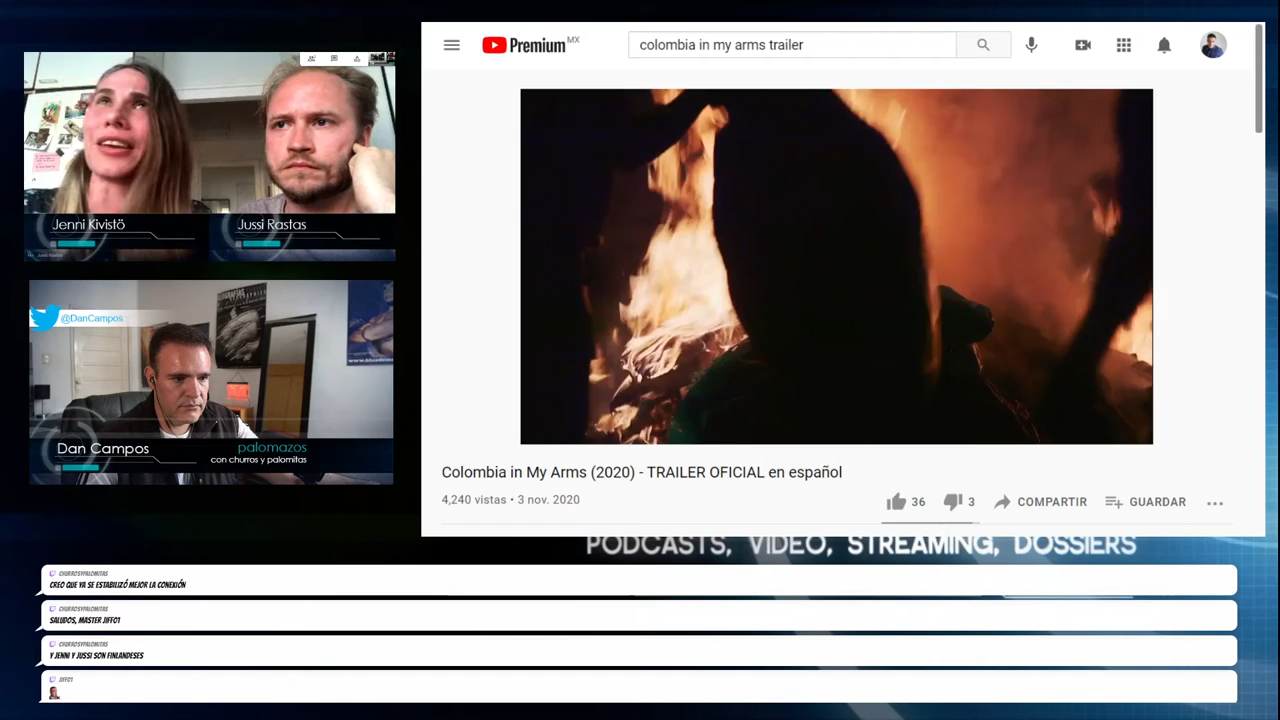 Jenni Kivistö
Jussi Rastas
@DanCampos
Dan Campos
palomazos
con churros y palomitas
Premium MX
colombia in my arms trailer
Colombia in My Arms (2020) - TRAILER OFICIAL en español
4,240 vistas • 3 nov. 2020
36
3
COMPARTIR
GUARDAR
PODCASTS, VIDEO, STREAMING, DOSSIERS
CHURROSYPALOMITAS
CREO QUE YA SE ESTABILIZÓ MEJOR LA CONEXIÓN
CHURROSYPALOMITAS
SALUDOS, MASTER JIFF01
CHURROSYPALOMITAS
Y JENNI Y JUSSI SON FINLANDESES
JIFF01